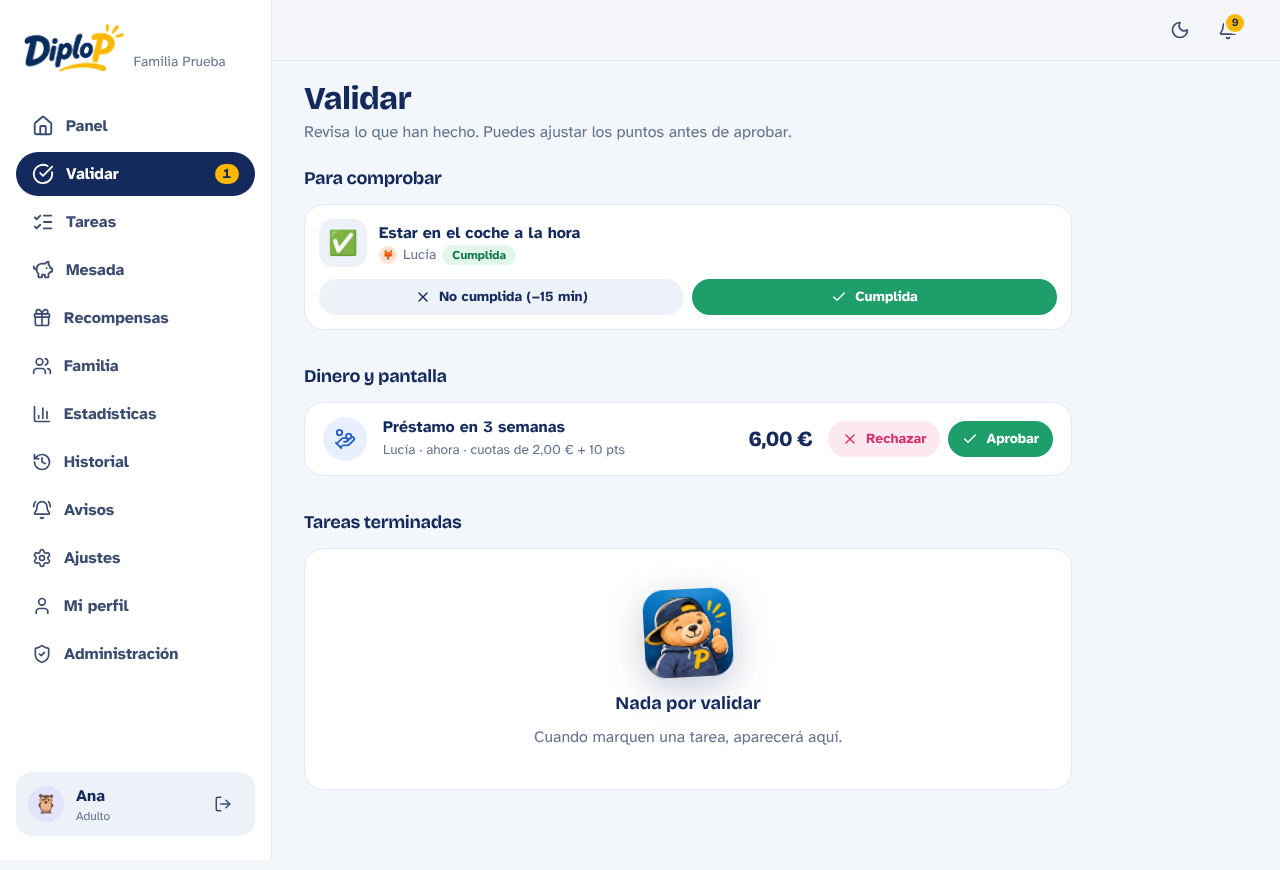 DiploP
Familia Prueba
9
Panel
Validar
1
Tareas
Mesada
Recompensas
Familia
Estadísticas
Historial
Avisos
Ajustes
Mi perfil
Administración
Ana
Adulto
Validar
Revisa lo que han hecho. Puedes ajustar los puntos antes de aprobar.
Para comprobar
Estar en el coche a la hora
Lucía Cumplida
No cumplida (−15 min)
Cumplida
Dinero y pantalla
Préstamo en 3 semanas
Lucía · ahora · cuotas de 2,00 € + 10 pts
6,00 €
Rechazar
Aprobar
Tareas terminadas
P
Nada por validar
Cuando marquen una tarea, aparecerá aquí.